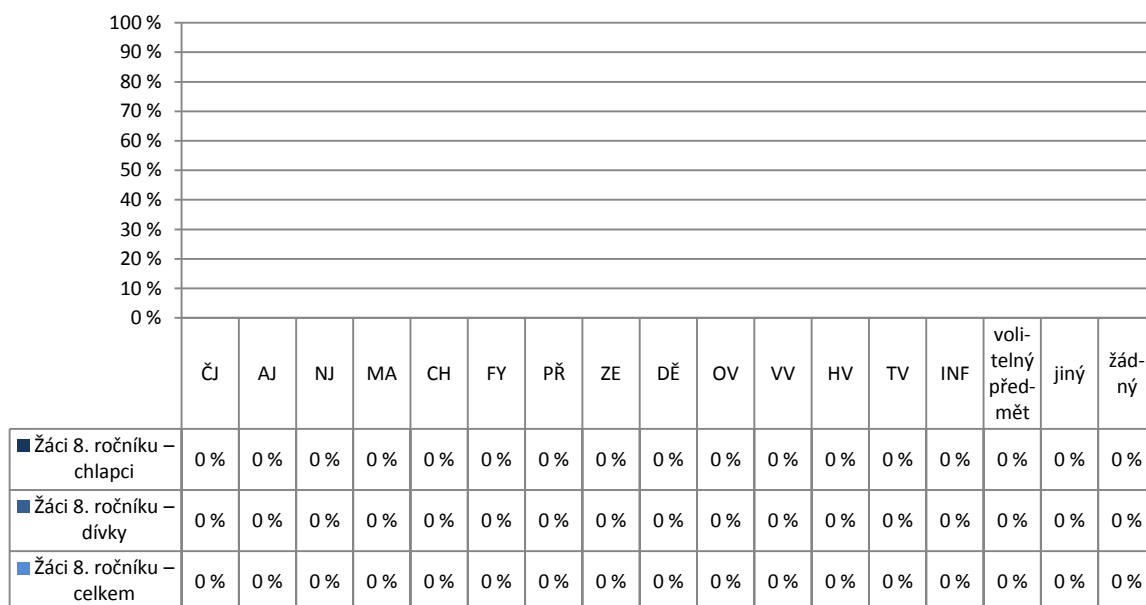 100 %
90 %
80 %
70 %
60 %
50 %
40 %
30 %
20 %
10 %
0 %
ČJ AJ NJ MA CH FY PŘ ZE DĚ OV VV HV TV INF
voli-
telný
před-
mět
jiný
žád-
ný
Žáci 8. ročníku –
chlapci
0 % 0 % 0 % 0 % 0 % 0 % 0 % 0 % 0 % 0 % 0 % 0 % 0 % 0 % 0 % 0 % 0 %
Žáci 8. ročníku –
dívky
0 % 0 % 0 % 0 % 0 % 0 % 0 % 0 % 0 % 0 % 0 % 0 % 0 % 0 % 0 % 0 % 0 %
Žáci 8. ročníku –
celkem
0 % 0 % 0 % 0 % 0 % 0 % 0 % 0 % 0 % 0 % 0 % 0 % 0 % 0 % 0 % 0 % 0 %